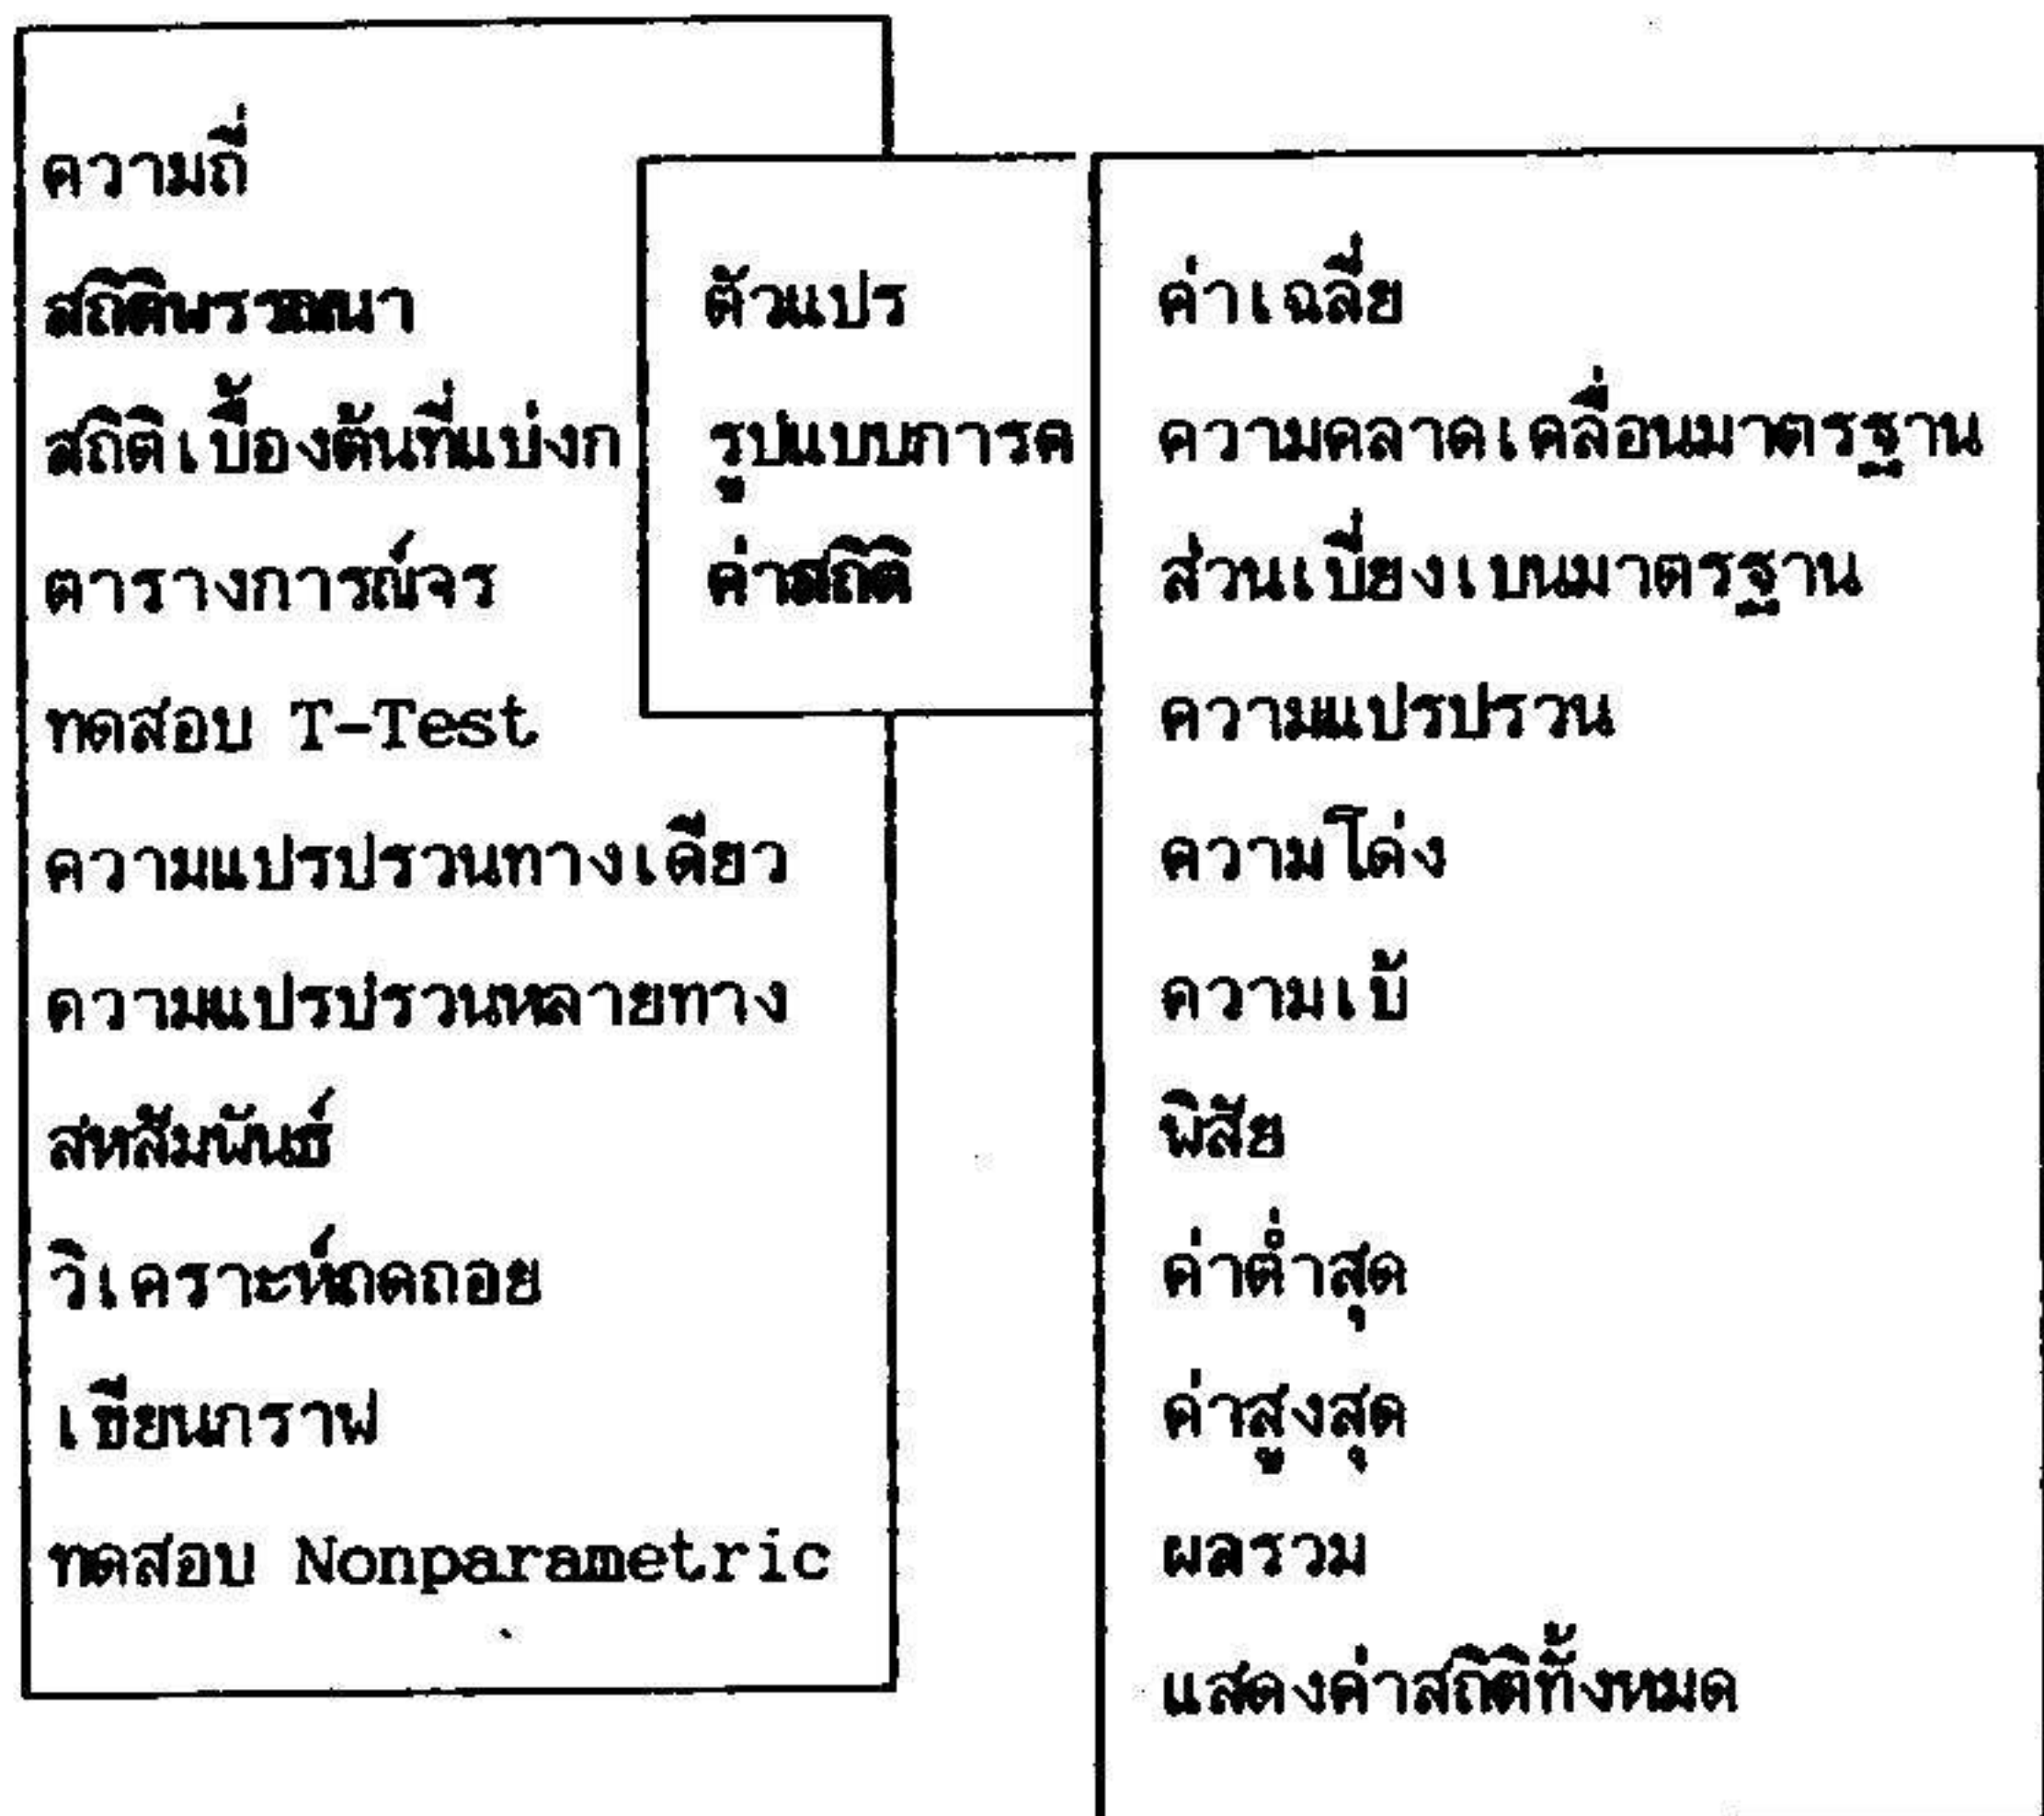 ความถี่
สถิติพรรณนา
สถิติเบื้องต้นที่แบ่งก
ตารางการณ์จร
ทดสอบ T-Test
ความแปรปรวนทางเดียว
ความแปรปรวนหลายทาง
สหสัมพันธ์
วิเคราะห์ถดถอย
เขียนกราฟ
ทดสอบ Nonparametric
ตัวแปร
รูปแบบการค
ค่าสถิติ
ค่าเฉลี่ย
ความคลาดเคลื่อนมาตรฐาน
ส่วนเบี่ยงเบนมาตรฐาน
ความแปรปรวน
ความโด่ง
ความเบ้
พิสัย
ค่าต่ำสุด
ค่าสูงสุด
ผลรวม
แสดงค่าสถิติทั้งหมด